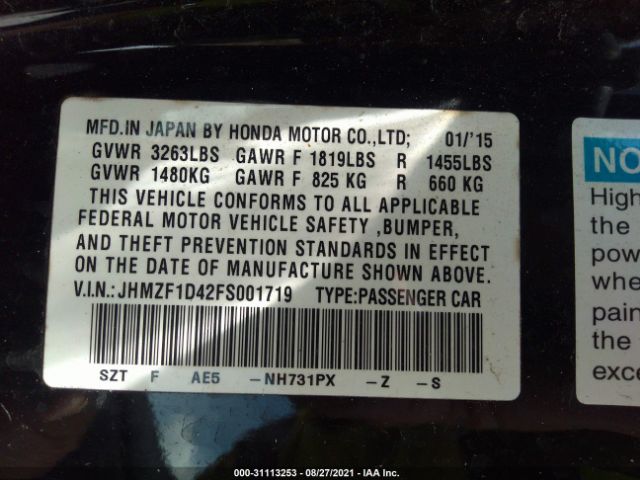 MFD.IN JAPAN BY HONDA MOTOR CO.,LTD; 01/'15
GVWR 3263LBS GAWR F 1819LBS R 1455LBS
GVWR 1480KG GAWR F 825 KG R 660 KG
THIS VEHICLE CONFORMS TO ALL APPLICABLE
FEDERAL MOTOR VEHICLE SAFETY ,BUMPER,
AND THEFT PREVENTION STANDARDS IN EFFECT
ON THE DATE OF MANUFACTURE SHOWN ABOVE.
V.I.N.: JHMZF1D42FS001719 TYPE:PASSENGER CAR
SZT F AE5 -NH731PX -Z -S
NO
High
the
powe
whe
pain
the
exce
000-31113253 - 08/27/2021 - IAA Inc.